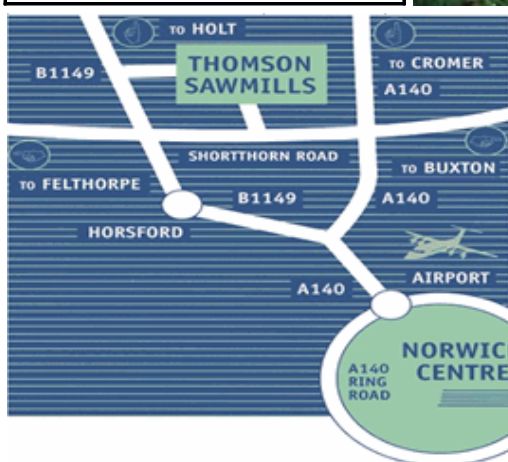 TO HOLT
B1149
THOMSON
SAWMILLS
TO CROMER
A140
SHORTTHORN ROAD
TO BUXTON
TO FELTHORPE
B1149
A140
HORSFORD
AIRPORT
A140
NORWIC
CENTRE
A140
RING
ROAD